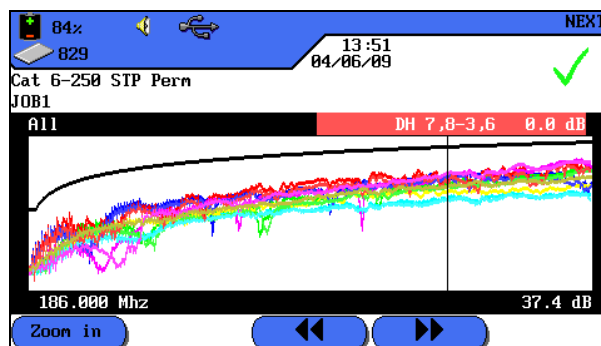 84%
NEXT
829
13:51
04/06/09
Cat 6-250 STP Perm
JOB1
All
DH 7,8-3,6 0.0 dB
186.000 Mhz
37.4 dB
Zoom in